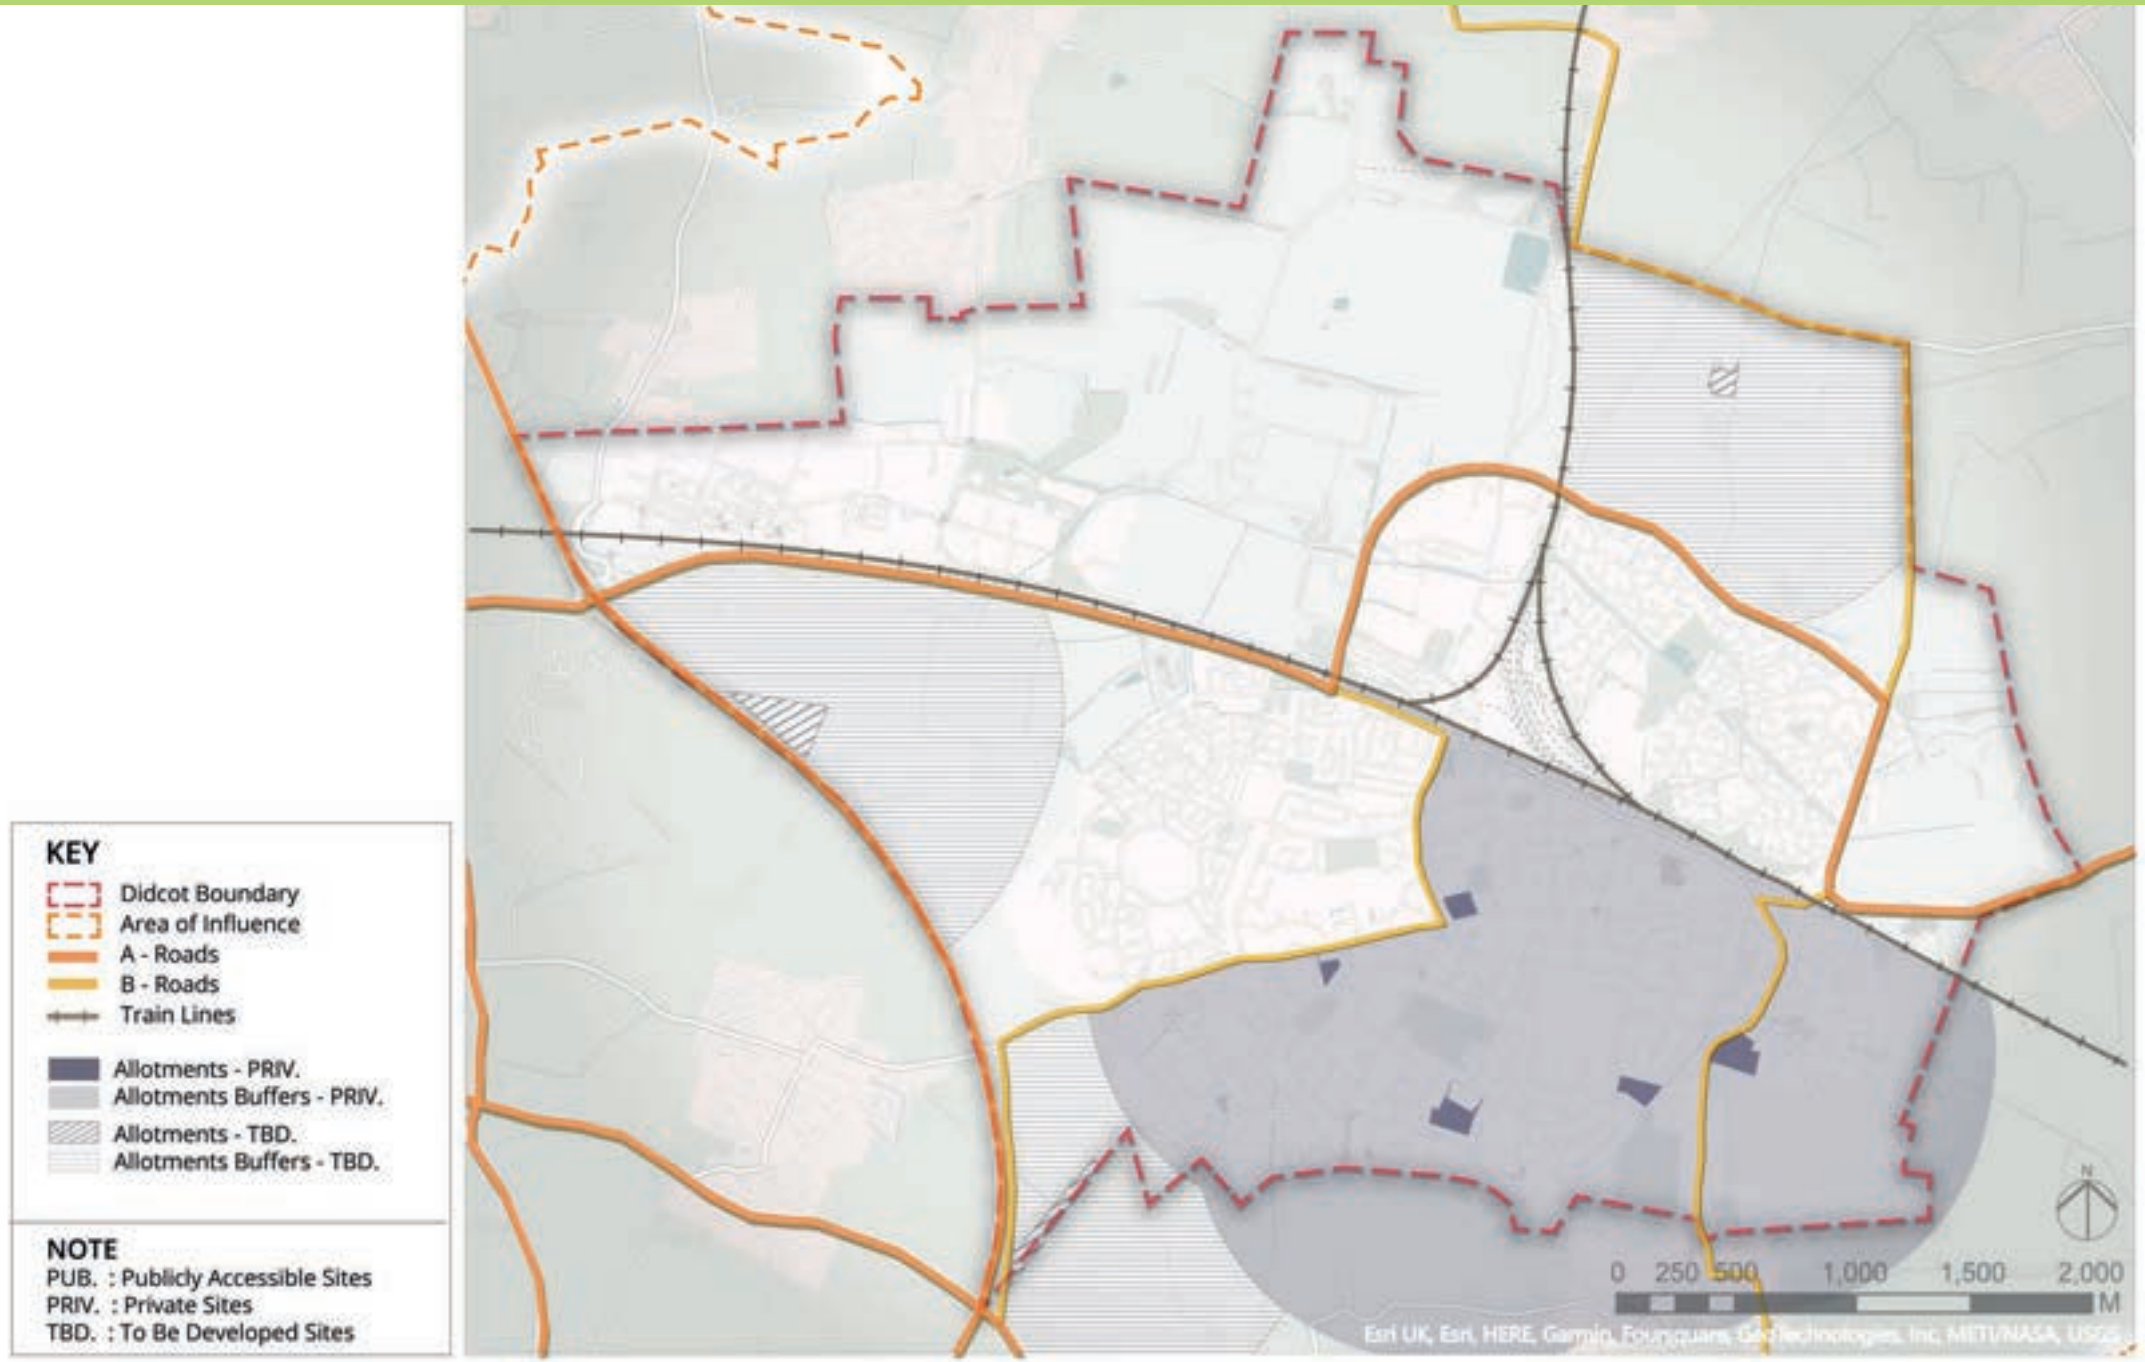 KEY
Didcot Boundary
Area of Influence
A - Roads
B - Roads
Train Lines
Allotments - PRIV.
Allotments Buffers - PRIV.
Allotments - TBD.
Allotments Buffers - TBD.
NOTE
PUB. : Publicly Accessible Sites
PRIV. : Private Sites
TBD. : To Be Developed Sites
N
0 250 500 1,000 1,500 2,000
M
Esri UK, Esri, HERE, Garmin, Foursquare, GeoTechnologies, Inc, METI/NASA, USGS